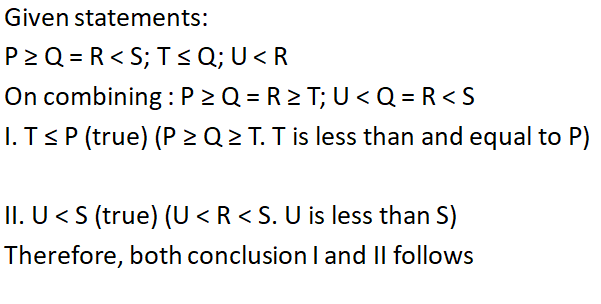 Given statements:
P ≥ Q = R < S; T ≤ Q; U < R
On combining : P ≥ Q = R ≥ T; U < Q = R < S
I. T ≤ P (true) (P ≥ Q ≥ T. T is less than and equal to P)
II. U < S (true) (U < R < S. U is less than S)
Therefore, both conclusion I and II follows